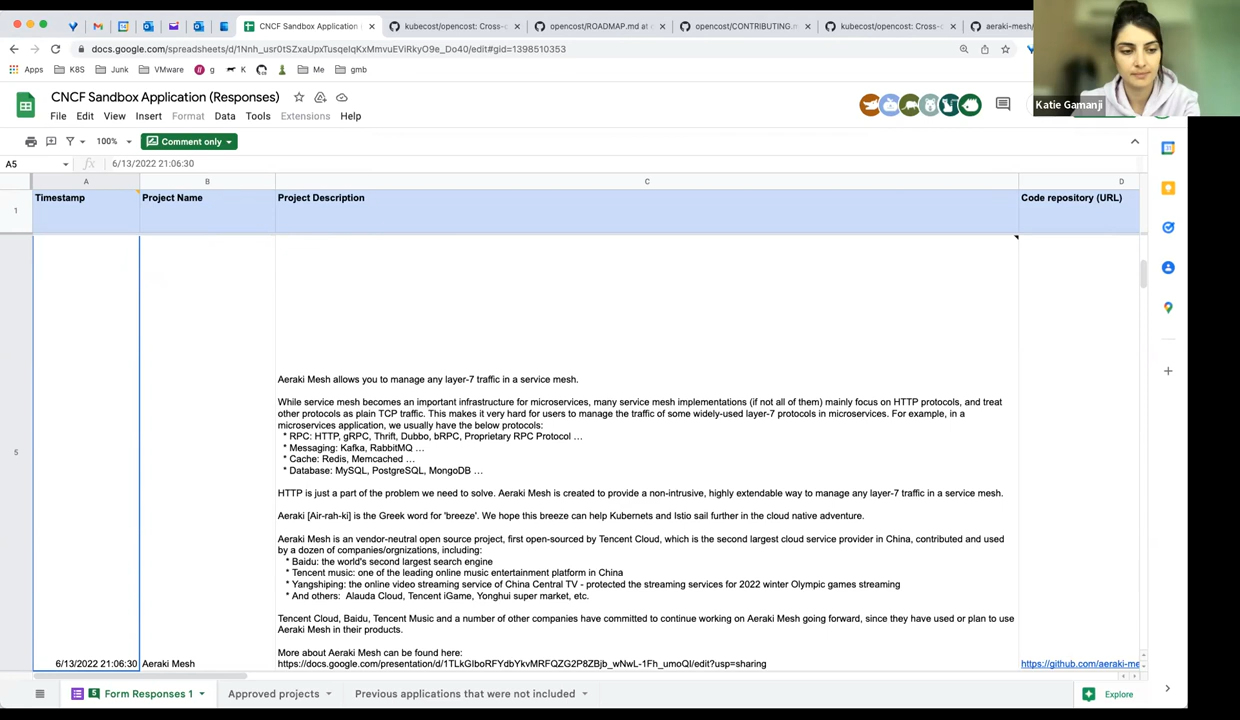 CNCF Sandbox Application
kubecost/opencost: Cross-c
opencost/ROADMAP.md at
opencost/CONTRIBUTING.m
kubecost/opencost: Cross-c
aeraki-mesh/
docs.google.com/spreadsheets/d/1Nnh_usr0tSZxaUpxTusqeIqKxMmvuEViRkyO9e_Do40/edit#gid=1398510353
Apps
K8S
Junk
VMware
g
K
Me
gmb
Katie Gamanji
CNCF Sandbox Application (Responses)
File Edit View Insert Format Data Tools Extensions Help
100%
Comment only
A5
fx
6/13/2022 21:06:30
A B C D
1
Timestamp
Project Name
Project Description
Code repository (URL)
5
Aeraki Mesh allows you to manage any layer-7 traffic in a service mesh.
While service mesh becomes an important infrastructure for microservices, many service mesh implementations (if not all of them) mainly focus on HTTP protocols, and treat
other protocols as plain TCP traffic. This makes it very hard for users to manage the traffic of some widely-used layer-7 protocols in microservices. For example, in a
microservices application, we usually have the below protocols:
* RPC: HTTP, gRPC, Thrift, Dubbo, bRPC, Proprietary RPC Protocol …
* Messaging: Kafka, RabbitMQ …
* Cache: Redis, Memcached …
* Database: MySQL, PostgreSQL, MongoDB …
HTTP is just a part of the problem we need to solve. Aeraki Mesh is created to provide a non-intrusive, highly extendable way to manage any layer-7 traffic in a service mesh.
Aeraki [Air-rah-ki] is the Greek word for 'breeze'. We hope this breeze can help Kubernets and Istio sail further in the cloud native adventure.
Aeraki Mesh is an vendor-neutral open source project, first open-sourced by Tencent Cloud, which is the second largest cloud service provider in China, contributed and used
by a dozen of companies/orgnizations, including:
* Baidu: the world's second largest search engine
* Tencent music: one of the leading online music entertainment platform in China
* Yangshiping: the online video streaming service of China Central TV - protected the streaming services for 2022 winter Olympic games streaming
* And others: Alauda Cloud, Tencent iGame, Yonghui super market, etc.
Tencent Cloud, Baidu, Tencent Music and a number of other companies have committed to continue working on Aeraki Mesh going forward, since they have used or plan to use
Aeraki Mesh in their products.
More about Aeraki Mesh can be found here:
https://docs.google.com/presentation/d/1TLkGIboRFYdbYkvMRFQZG2P8ZBjb_wNwL-1Fh_umoQI/edit?usp=sharing
6/13/2022 21:06:30
Aeraki Mesh
https://github.com/aeraki-me
5
Form Responses 1
Approved projects
Previous applications that were not included
Explore